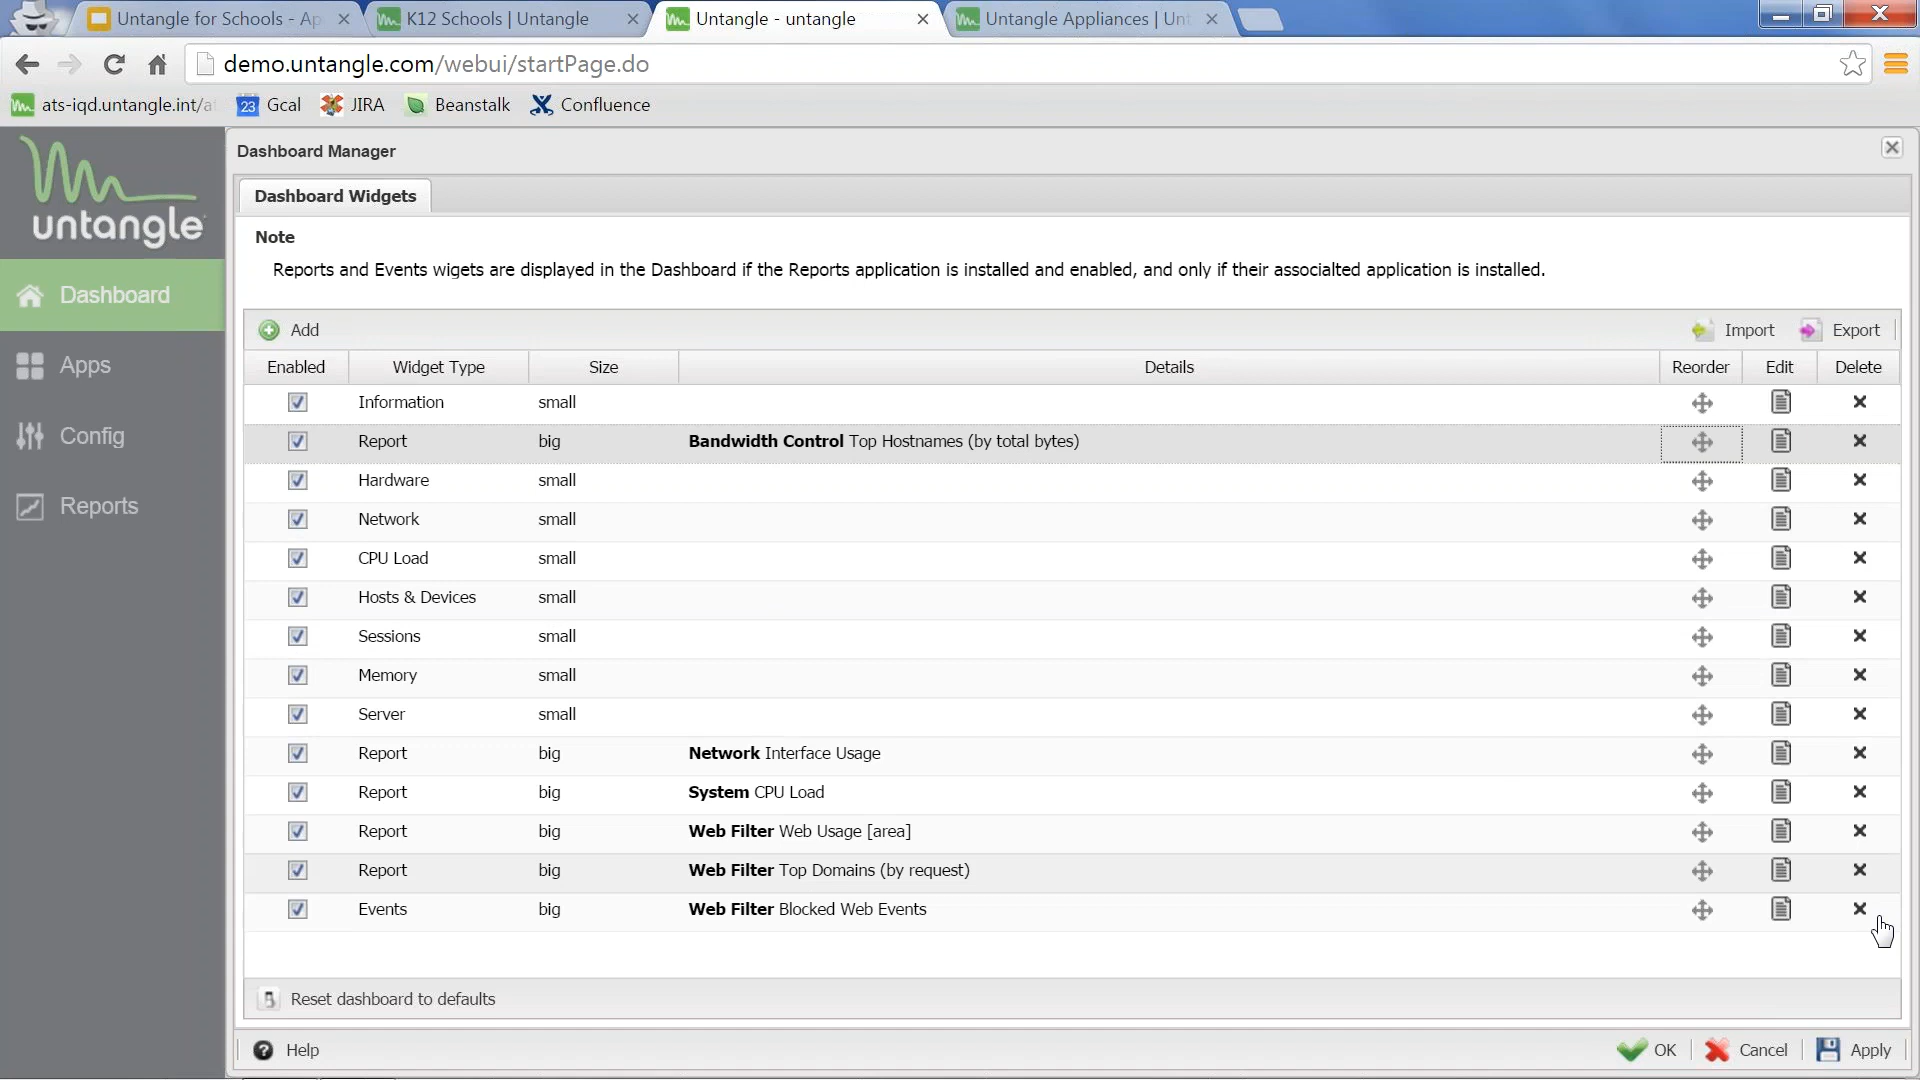 Untangle for Schools - Ap
K12 Schools | Untangle
Untangle - untangle
Untangle Appliances | Unt
demo.untangle.com/webui/startPage.do
ats-iqd.untangle.int/a
23 Gcal
JIRA
Beanstalk
Confluence
untangle
Dashboard
Apps
Config
Reports
Dashboard Manager
Dashboard Widgets
Note
Reports and Events wigets are displayed in the Dashboard if the Reports application is installed and enabled, and only if their associalted application is installed.
Add Import Export
Enabled Widget Type Size Details Reorder Edit Delete
Information small
Report big Bandwidth Control Top Hostnames (by total bytes)
Hardware small
Network small
CPU Load small
Hosts & Devices small
Sessions small
Memory small
Server small
Report big Network Interface Usage
Report big System CPU Load
Report big Web Filter Web Usage [area]
Report big Web Filter Top Domains (by request)
Events big Web Filter Blocked Web Events
Reset dashboard to defaults
Help OK Cancel Apply